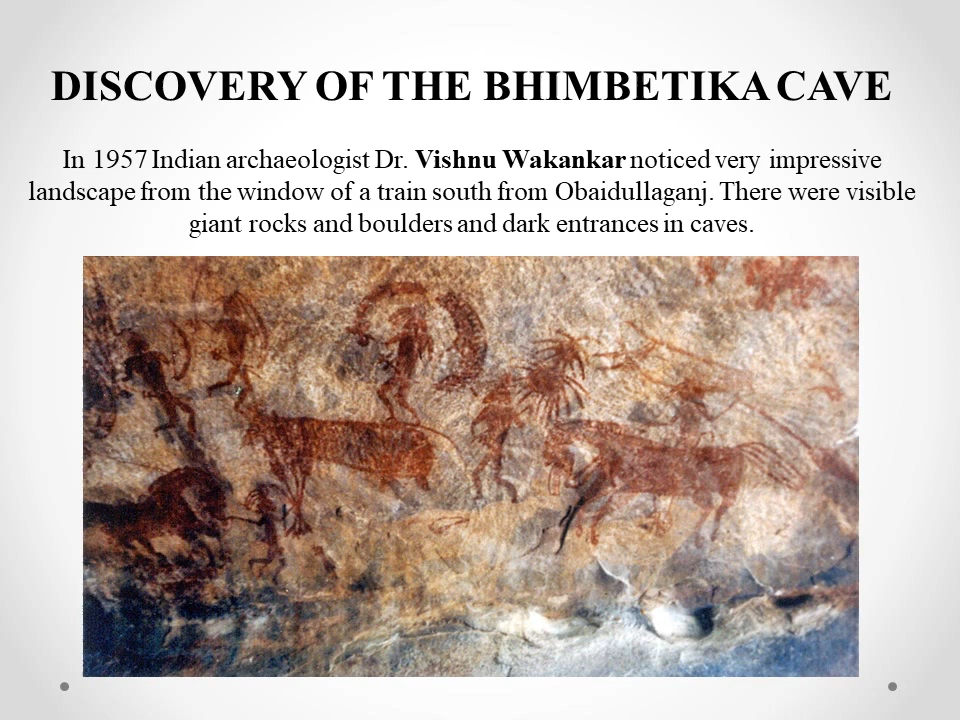 DISCOVERY OF THE BHIMBETIKA CAVE
In 1957 Indian archaeologist Dr. Vishnu Wakankar noticed very impressive
landscape from the window of a train south from Obaidullaganj. There were visible
giant rocks and boulders and dark entrances in caves.